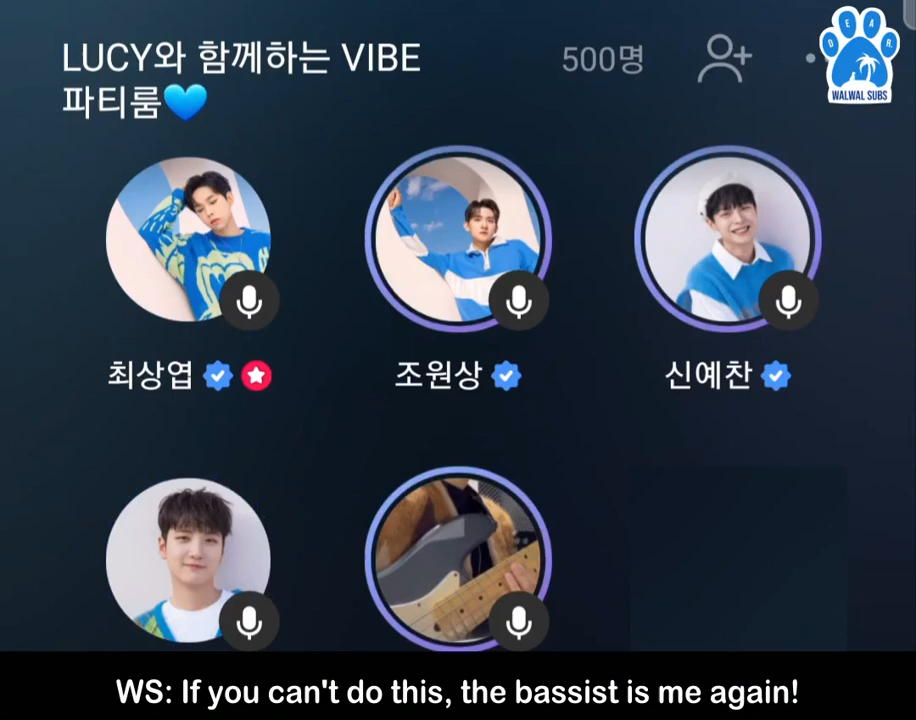 LUCY와 함께하는 VIBE
파티룸💙
500명
DEAR.
WALWAL SUBS
최상엽
조원상
신예찬
WS: If you can't do this, the bassist is me again!